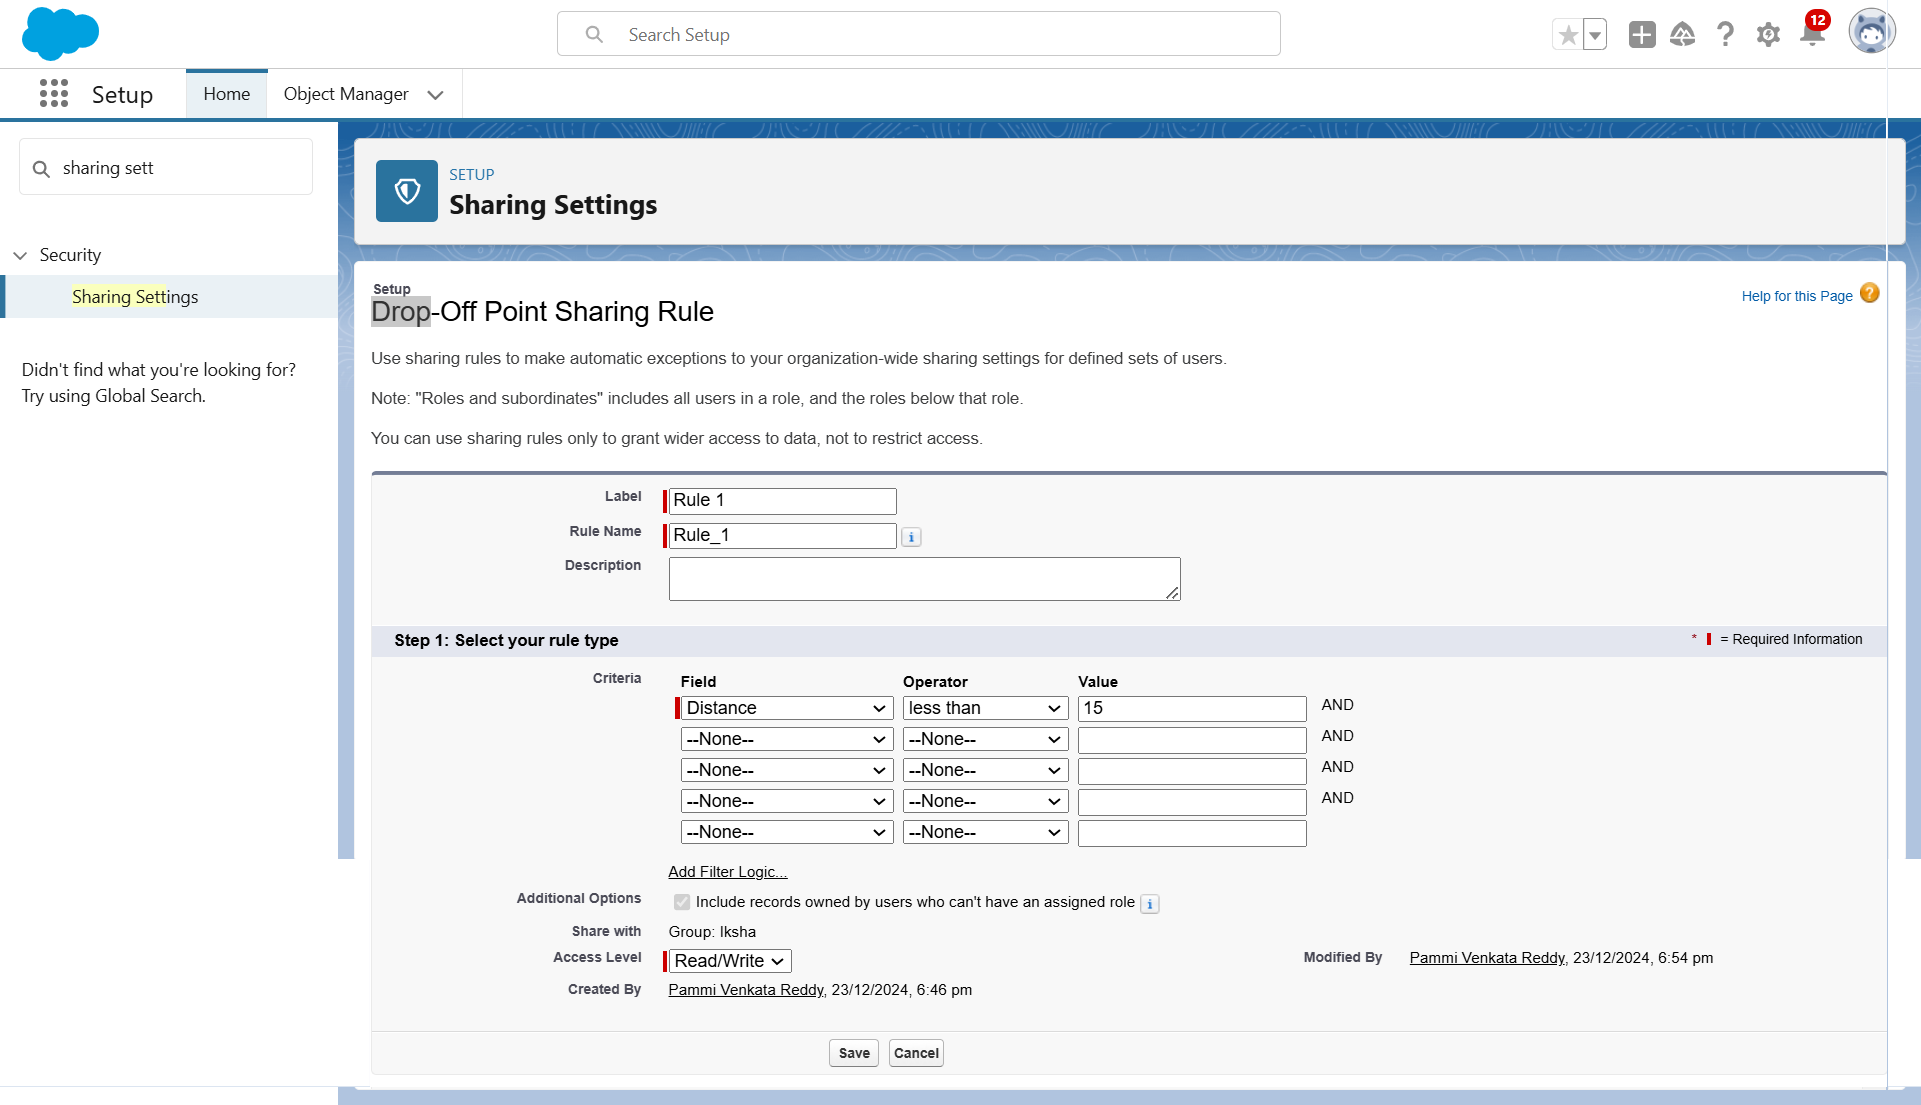 Search Setup
12
Setup
Home
Object Manager
sharing sett
Security
Sharing Settings
Didn't find what you're looking for?
Try using Global Search.
SETUP
Sharing Settings
Setup
Drop-Off Point Sharing Rule
Help for this Page ?
Use sharing rules to make automatic exceptions to your organization-wide sharing settings for defined sets of users.
Note: "Roles and subordinates" includes all users in a role, and the roles below that role.
You can use sharing rules only to grant wider access to data, not to restrict access.
Label Rule 1
Rule Name Rule_1 i
Description
Step 1: Select your rule type * = Required Information
Criteria Field Operator Value
Distance less than 15 AND
--None-- --None-- AND
--None-- --None-- AND
--None-- --None-- AND
--None-- --None--
Add Filter Logic...
Additional Options Include records owned by users who can't have an assigned role i
Share with Group: Iksha
Access Level Read/Write Modified By Pammi Venkata Reddy, 23/12/2024, 6:54 pm
Created By Pammi Venkata Reddy, 23/12/2024, 6:46 pm
Save Cancel